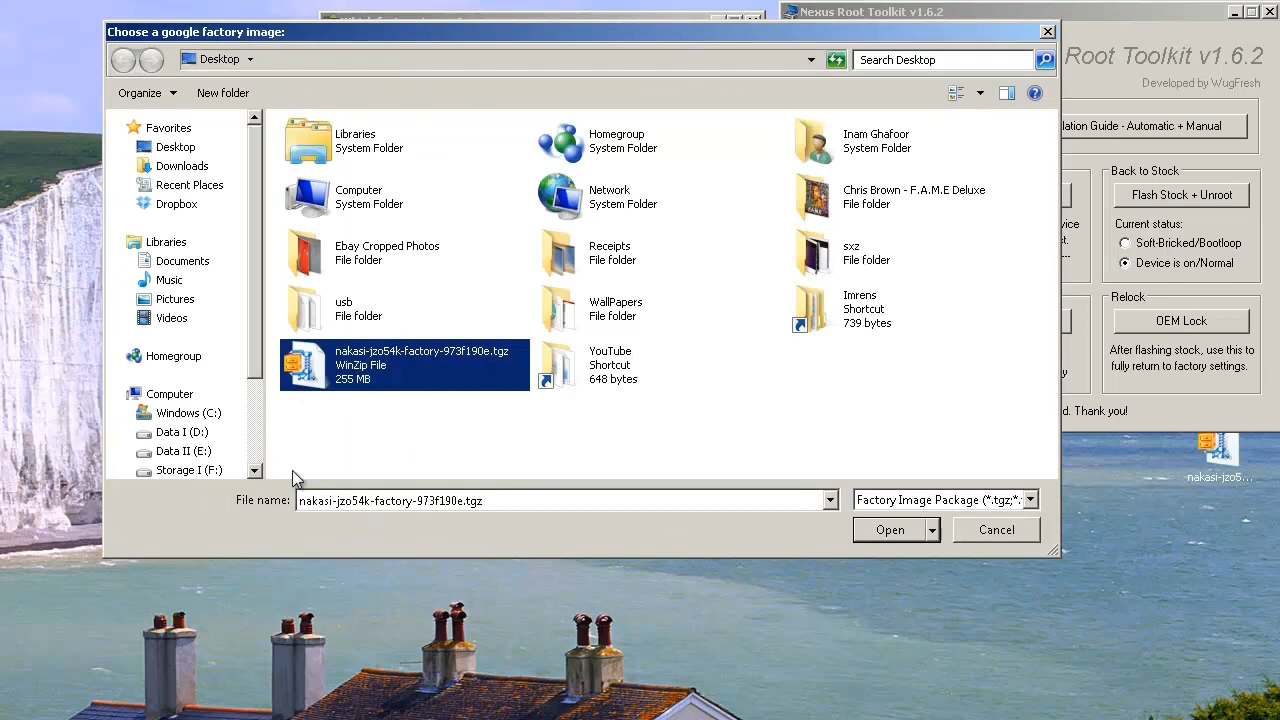 Choose a google factory image:
Nexus Root Toolkit v1.6.2
Desktop
Search Desktop
Root Toolkit v1.6.2
Developed by WugFresh
Organize
New folder
Favorites
Desktop
Downloads
Recent Places
Dropbox
Libraries
Documents
Music
Pictures
Videos
Homegroup
Computer
Windows (C:)
Data I (D:)
Data II (E:)
Storage I (F:)
Libraries
System Folder
Homegroup
System Folder
Inam Ghafoor
System Folder
Computer
System Folder
Network
System Folder
Chris Brown - F.A.M.E Deluxe
File folder
Ebay Cropped Photos
File folder
Receipts
File folder
sxz
File folder
usb
File folder
WallPapers
File folder
Imrens
Shortcut
739 bytes
nakasi-jzo54k-factory-973f190e.tgz
WinZip File
255 MB
YouTube
Shortcut
648 bytes
File name:
nakasi-jzo54k-factory-973f190e.tgz
Factory Image Package (*.tgz;*.
Open
Cancel
lation Guide - Automatic + Manual
Back to Stock
Flash Stock + Unroot
Current status:
Soft-Bricked/Bootloop
Device is on/Normal
Relock
OEM Lock
After flashing stock, use this to
fully return to factory settings.
d. Thank you!
nakasi-jzo5...